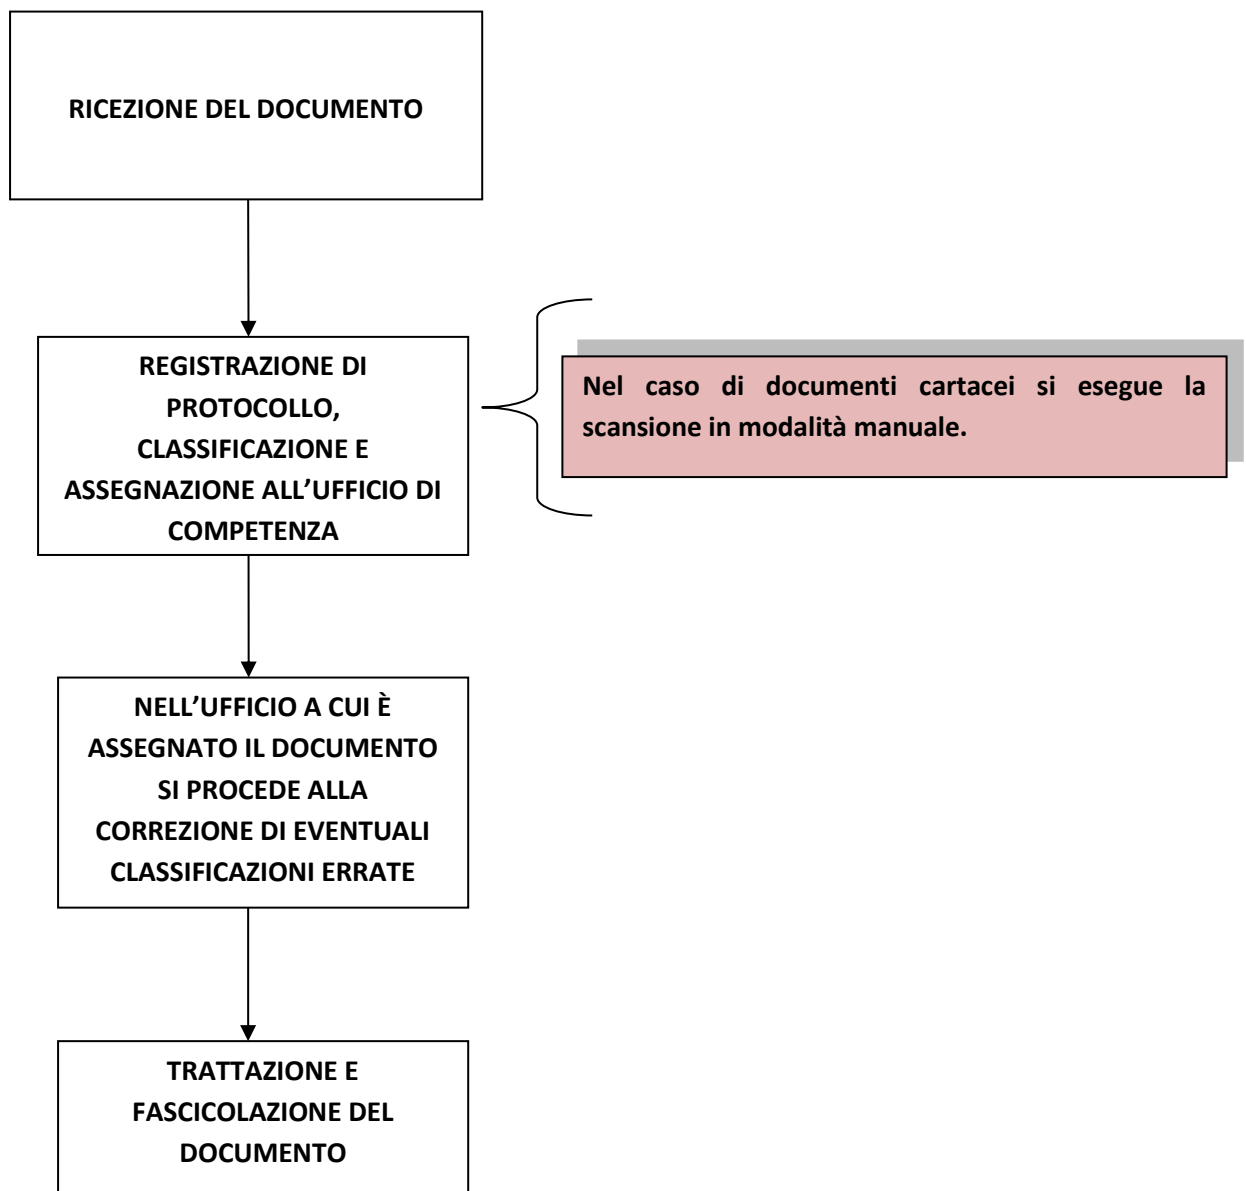 RICEZIONE DEL DOCUMENTO
REGISTRAZIONE DI
PROTOCOLLO,
CLASSIFICAZIONE E
ASSEGNAZIONE ALL’UFFICIO DI
COMPETENZA
Nel caso di documenti cartacei si esegue la
scansione in modalità manuale.
NELL’UFFICIO A CUI È
ASSEGNATO IL DOCUMENTO
SI PROCEDE ALLA
CORREZIONE DI EVENTUALI
CLASSIFICAZIONI ERRATE
TRATTAZIONE E
FASCICOLAZIONE DEL
DOCUMENTO